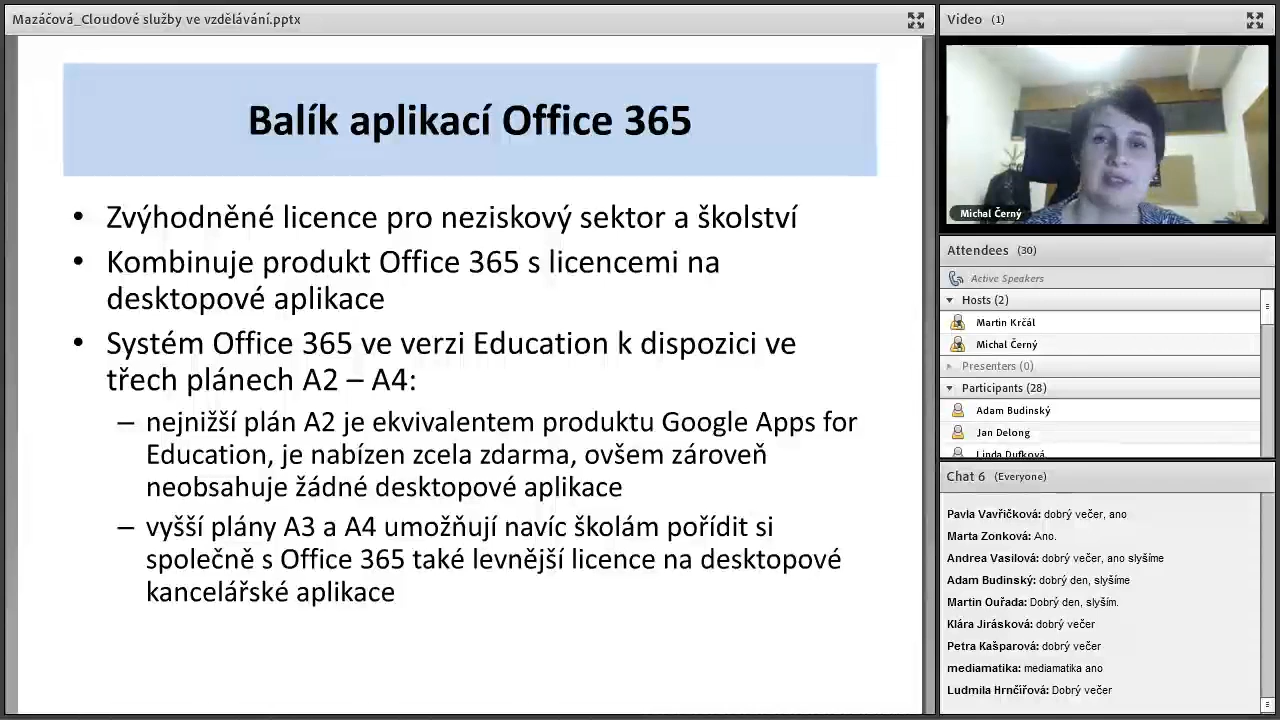 Mazáčová_Cloudové služby ve vzdělávání.pptx
Balík aplikací Office 365
• Zvýhodněné licence pro neziskový sektor a školství
• Kombinuje produkt Office 365 s licencemi na
desktopové aplikace
• Systém Office 365 ve verzi Education k dispozici ve
třech plánech A2 – A4:
– nejnižší plán A2 je ekvivalentem produktu Google Apps for
Education, je nabízen zcela zdarma, ovšem zároveň
neobsahuje žádné desktopové aplikace
– vyšší plány A3 a A4 umožňují navíc školám pořídit si
společně s Office 365 také levnější licence na desktopové
kancelářské aplikace
Video (1)
Michal Černý
Attendees (30)
Active Speakers
Hosts (2)
Martin Krčál
Michal Černý
Presenters (0)
Participants (28)
Adam Budinský
Jan Delong
Linda Dufková
Chat 6 (Everyone)
Pavla Vavřičková: dobrý večer, ano
Marta Zonková: Ano.
Andrea Vasilová: dobrý večer, ano slyšíme
Adam Budinský: dobrý den, slyšíme
Martin Ouřada: Dobrý den, slyším.
Klára Jirásková: dobrý večer
Petra Kašparová: dobrý večer
mediamatika: mediamatika ano
Ludmila Hrnčířová: Dobrý večer